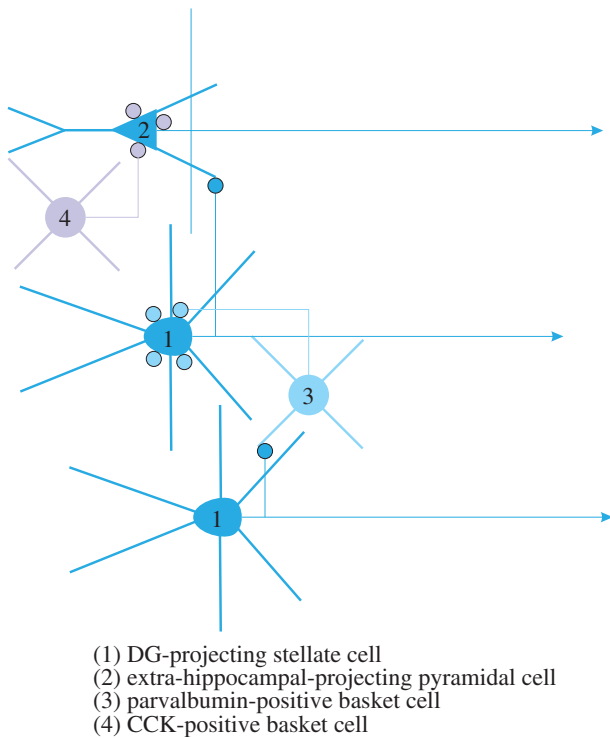 2
4
1
3
1
(1) DG-projecting stellate cell
(2) extra-hippocampal-projecting pyramidal cell
(3) parvalbumin-positive basket cell
(4) CCK-positive basket cell